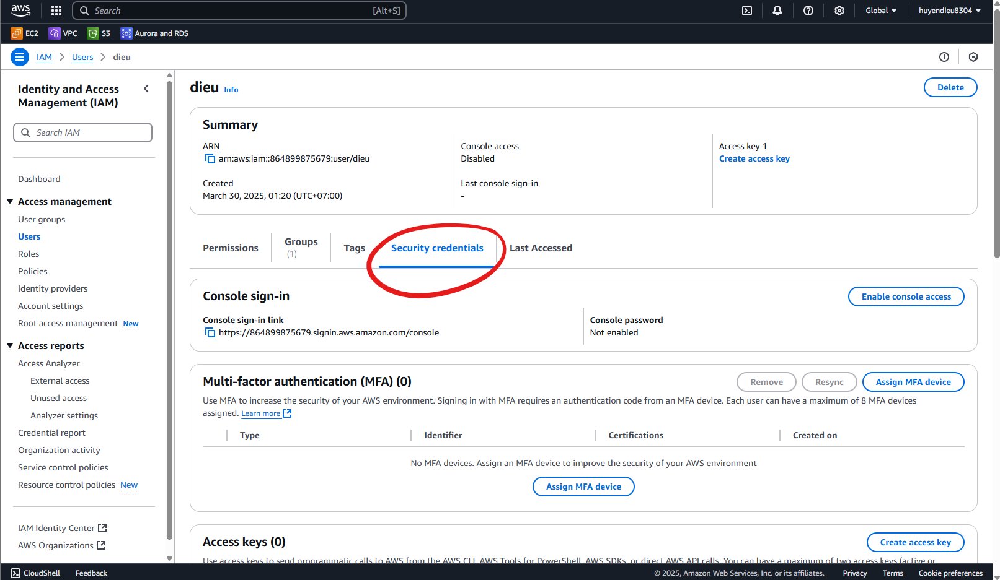 aws
Search [Alt+S]
Global
huyendieu8304
EC2
VPC
S3
Aurora and RDS
IAM
Users
dieu
Identity and Access
Management (IAM)
Search IAM
Dashboard
Access management
User groups
Users
Roles
Policies
Identity providers
Account settings
Root access management New
Access reports
Access Analyzer
External access
Unused access
Analyzer settings
Credential report
Organization activity
Service control policies
Resource control policies New
IAM Identity Center
AWS Organizations
dieu Info
Delete
Summary
ARN
arn:aws:iam::864899875679:user/dieu
Created
March 30, 2025, 01:20 (UTC+07:00)
Console access
Disabled
Last console sign-in
-
Access key 1
Create access key
Permissions
Groups
(1)
Tags
Security credentials
Last Accessed
Console sign-in
Enable console access
Console sign-in link
https://864899875679.signin.aws.amazon.com/console
Console password
Not enabled
Multi-factor authentication (MFA) (0)
Remove
Resync
Assign MFA device
Use MFA to increase the security of your AWS environment. Signing in with MFA requires an authentication code from an MFA device. Each user can have a maximum of 8 MFA devices
assigned. Learn more
Type
Identifier
Certifications
Created on
No MFA devices. Assign an MFA device to improve the security of your AWS environment
Assign MFA device
Access keys (0)
Create access key
Use access keys to send programmatic calls to AWS from the AWS CLI, AWS Tools for PowerShell, AWS SDKs, or direct AWS API calls. You can have a maximum of two access keys (active or
CloudShell
Feedback
© 2025, Amazon Web Services, Inc. or its affiliates.
Privacy
Terms
Cookie preferences